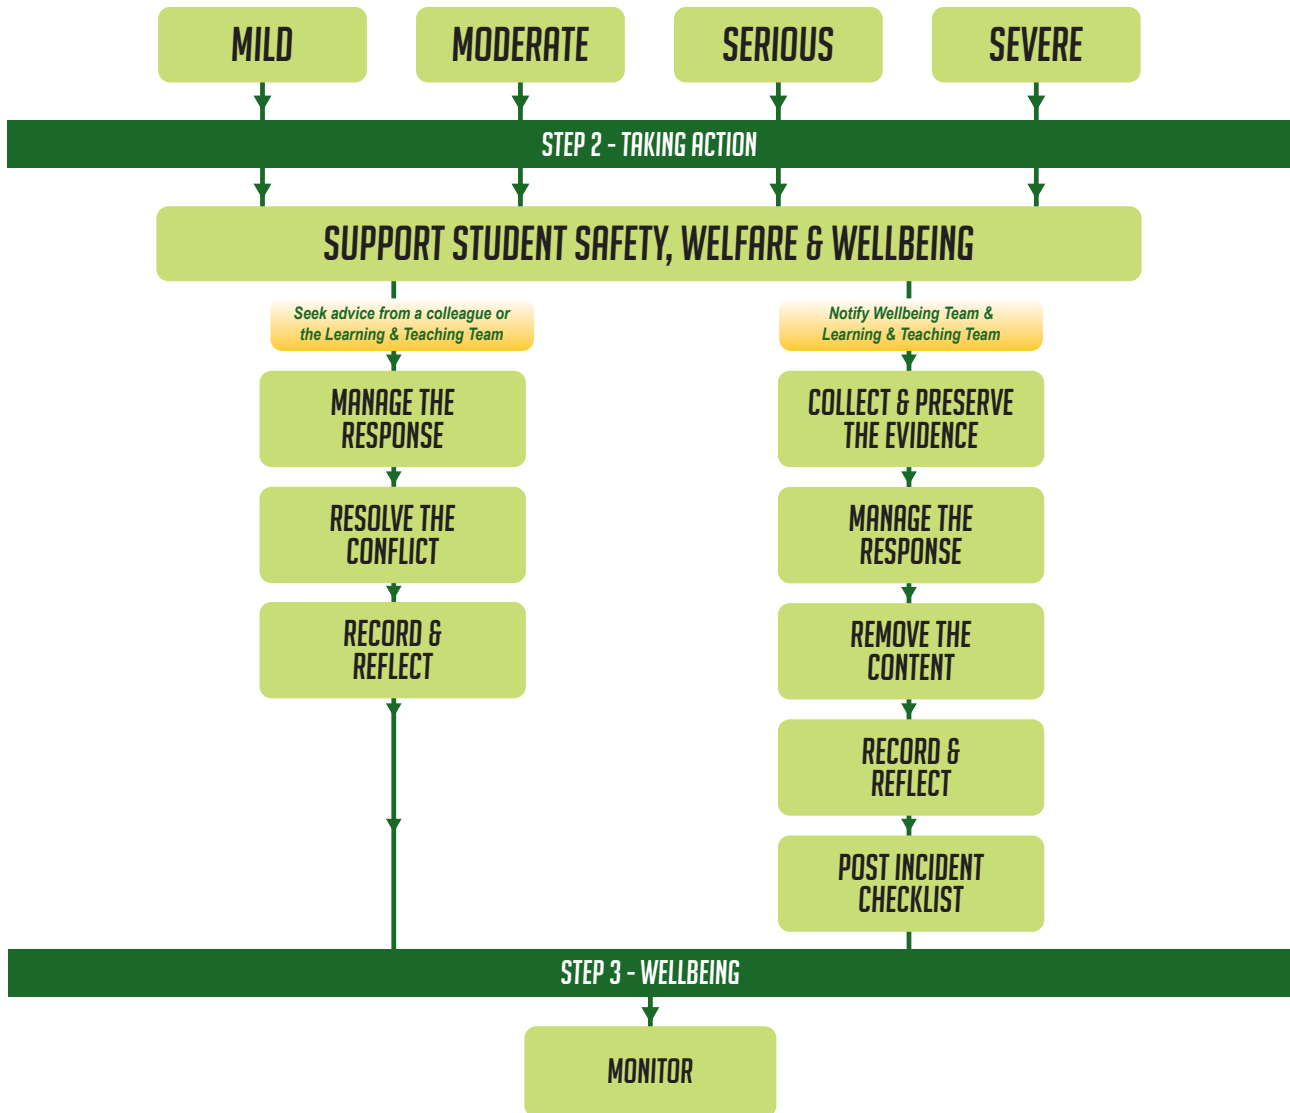 MILD
MODERATE
SERIOUS
SEVERE
STEP 2 - TAKING ACTION
SUPPORT STUDENT SAFETY, WELFARE & WELLBEING
Seek advice from a colleague or
the Learning & Teaching Team
MANAGE THE
RESPONSE
RESOLVE THE
CONFLICT
RECORD &
REFLECT
Notify Wellbeing Team &
Learning & Teaching Team
COLLECT & PRESERVE
THE EVIDENCE
MANAGE THE
RESPONSE
REMOVE THE
CONTENT
RECORD &
REFLECT
POST INCIDENT
CHECKLIST
STEP 3 - WELLBEING
MONITOR